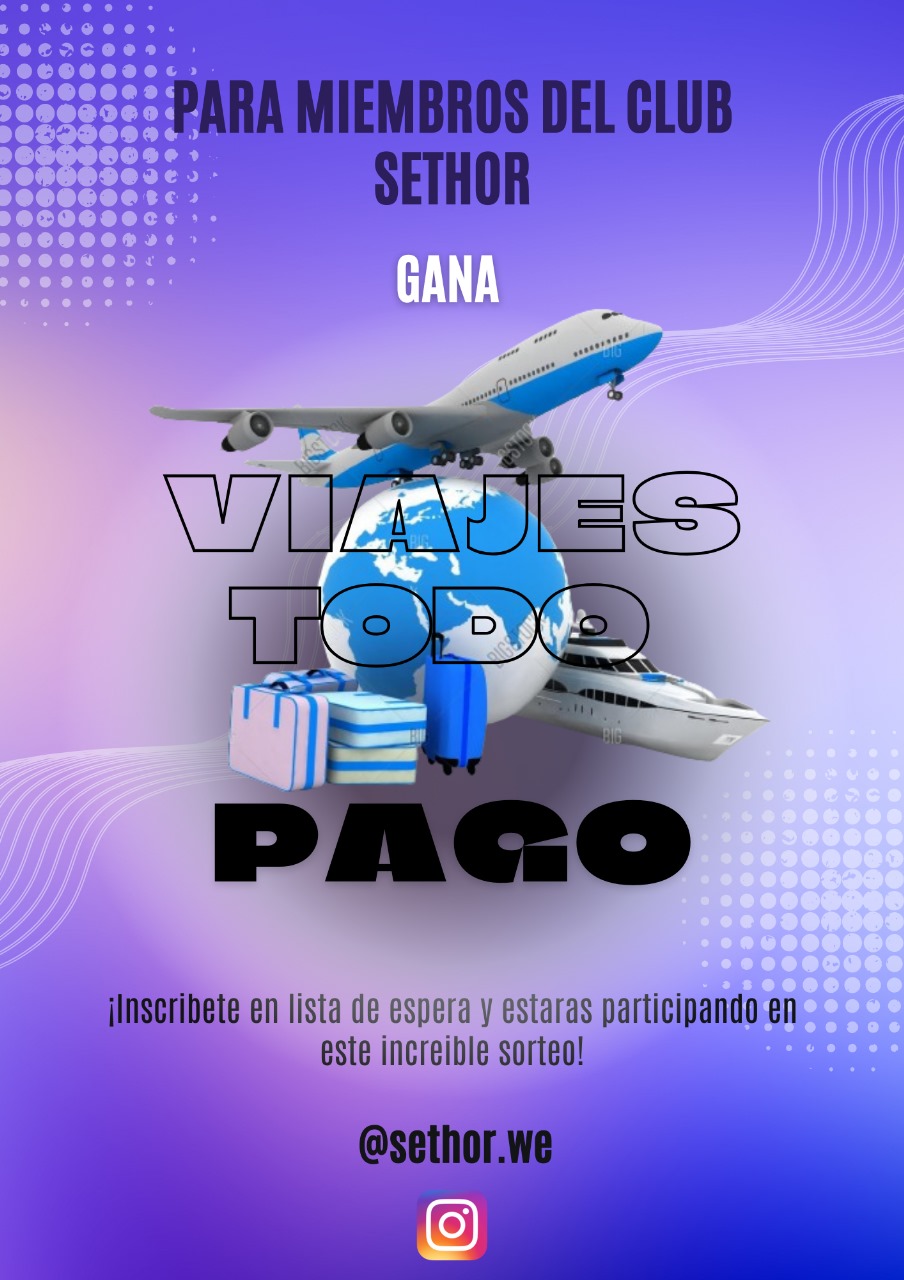 PARA MIEMBROS DEL CLUB
SETHOR
GANA
VIAJES
TODO
PAGO
¡Inscribete en lista de espera y estaras participando en
este increible sorteo!
@sethor.we